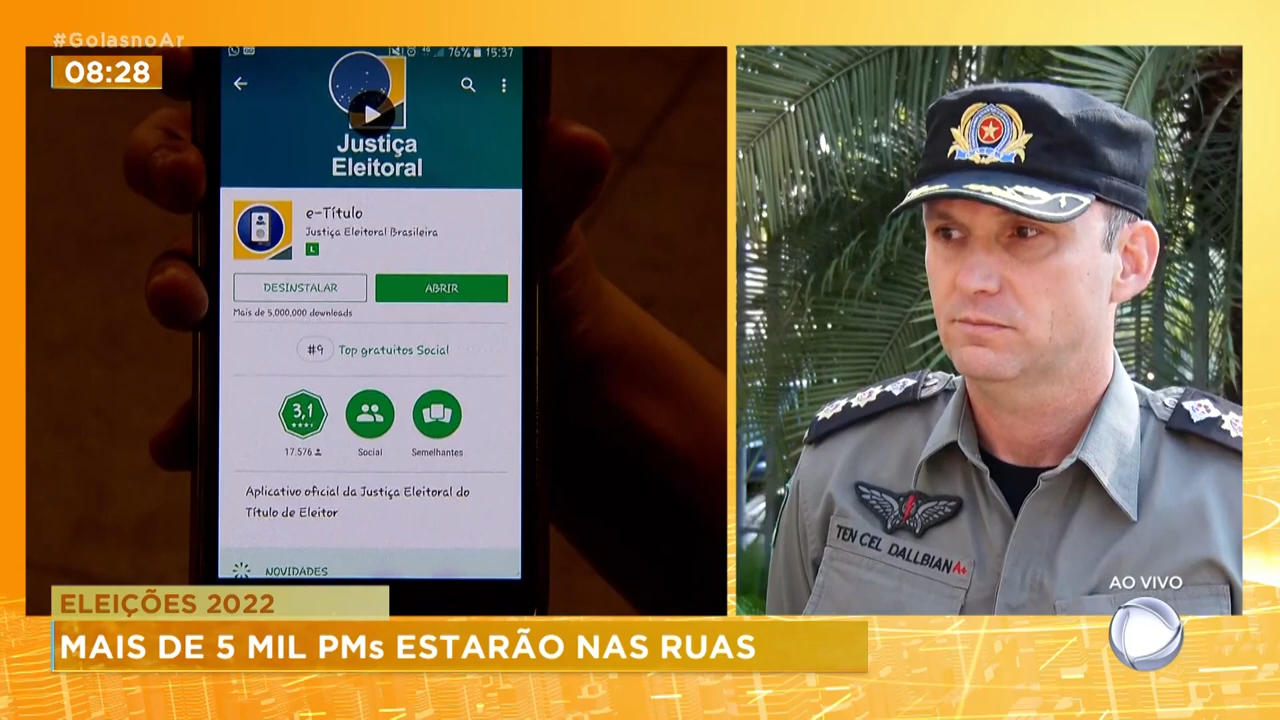 #GoIasnoAr
08:28
76% 15:37
Justiça
Eleitoral
e-Título
Justiça Eleitoral Brasileira
L
DESINSTALAR
ABRIR
Mais de 5.000.000 downloads
#9 Top gratuitos Social
3,1
17.576
Social
Semelhantes
Aplicativo oficial da Justiça Eleitoral do
Título de Eleitor
NOVIDADES
TEN CEL DALLBIAN A+
AO VIVO
ELEIÇÕES 2022
MAIS DE 5 MIL PMs ESTARÃO NAS RUAS